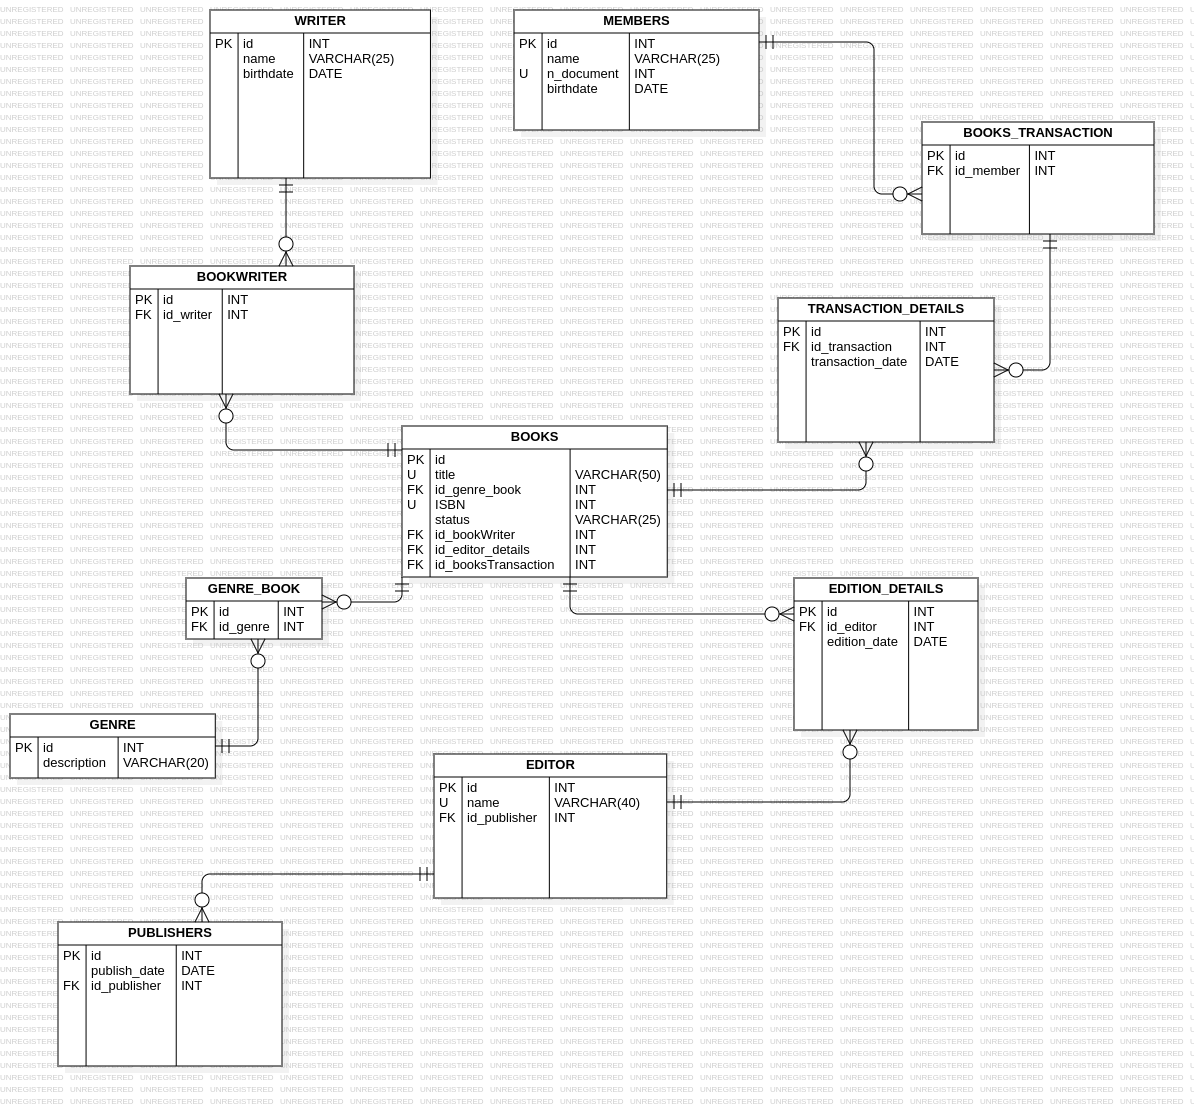 WRITER
PK id INT
name VARCHAR(25)
birthdate DATE
MEMBERS
PK id INT
name VARCHAR(25)
U n_document INT
birthdate DATE
BOOKS_TRANSACTION
PK id INT
FK id_member INT
BOOKWRITER
PK id INT
FK id_writer INT
TRANSACTION_DETAILS
PK id INT
FK id_transaction INT
transaction_date DATE
BOOKS
PK id
U title VARCHAR(50)
FK id_genre_book INT
U ISBN INT
status VARCHAR(25)
FK id_bookWriter INT
FK id_editor_details INT
FK id_booksTransaction INT
GENRE_BOOK
PK id INT
FK id_genre INT
EDITION_DETAILS
PK id INT
FK id_editor INT
edition_date DATE
GENRE
PK id INT
description VARCHAR(20)
EDITOR
PK id INT
U name VARCHAR(40)
FK id_publisher INT
PUBLISHERS
PK id INT
publish_date DATE
FK id_publisher INT
UNREGISTERED